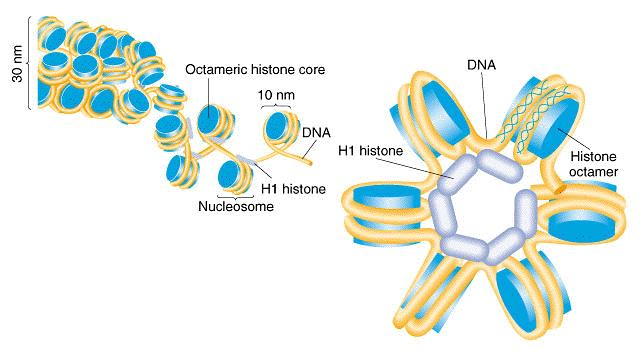 30 nm
Octameric histone core
10 nm
DNA
H1 histone
Nucleosome
DNA
H1 histone
Histone
octamer